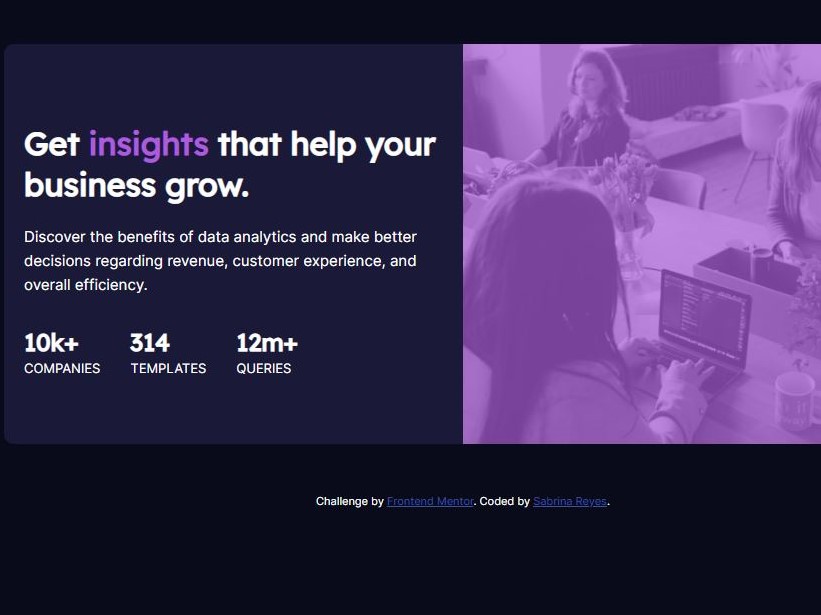 Get insights that help your
business grow.
Discover the benefits of data analytics and make better
decisions regarding revenue, customer experience, and
overall efficiency.
10k+ 314 12m+
COMPANIES TEMPLATES QUERIES
Challenge by Frontend Mentor. Coded by Sabrina Reyes.